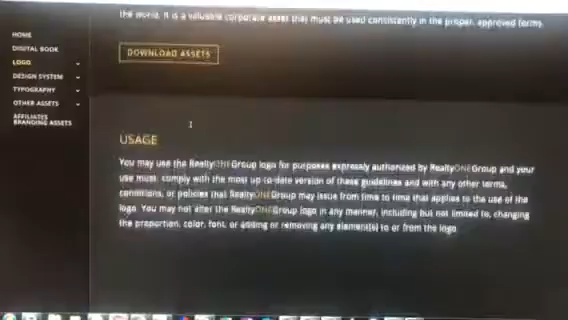 the world. It is a valuable corporate asset that must be used consistently in the proper, approved forms.
DOWNLOAD ASSETS
HOME
DIGITAL BOOK
LOGO
DESIGN SYSTEM
TYPOGRAPHY
OTHER ASSETS
AFFILIATES
BRANDING ASSETS
USAGE
You may use the RealtyONEGroup logo for purposes expressly authorized by RealtyONEGroup and your
use must comply with the most up-to-date version of these guidelines and with any other terms,
conditions, or policies that RealtyONEGroup may issue from time to time that applies to the use of the
logo. You may not alter the RealtyONEGroup logo in any manner, including but not limited to, changing
the proportion, color, font, or adding or removing any element(s) to or from the logo.